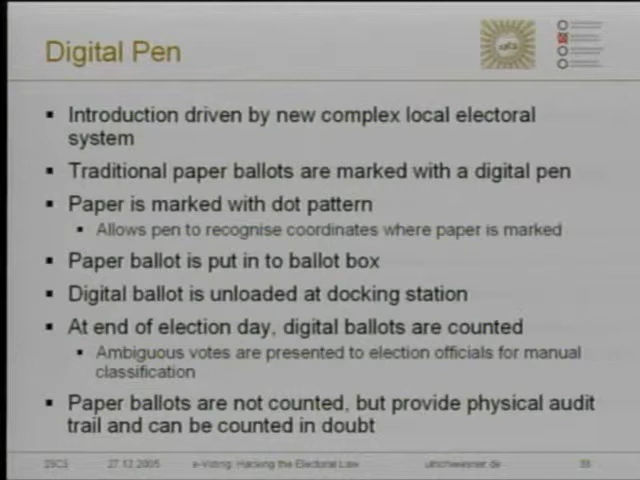 Digital Pen
▪ Introduction driven by new complex local electoral
system
▪ Traditional paper ballots are marked with a digital pen
▪ Paper is marked with dot pattern
▪ Allows pen to recognise coordinates where paper is marked
▪ Paper ballot is put in to ballot box
▪ Digital ballot is unloaded at docking station
▪ At end of election day, digital ballots are counted
▪ Ambiguous votes are presented to election officials for manual
classification
▪ Paper ballots are not counted, but provide physical audit
trail and can be counted in doubt
27.12.2005 e-Voting: Hacking the Electoral Law